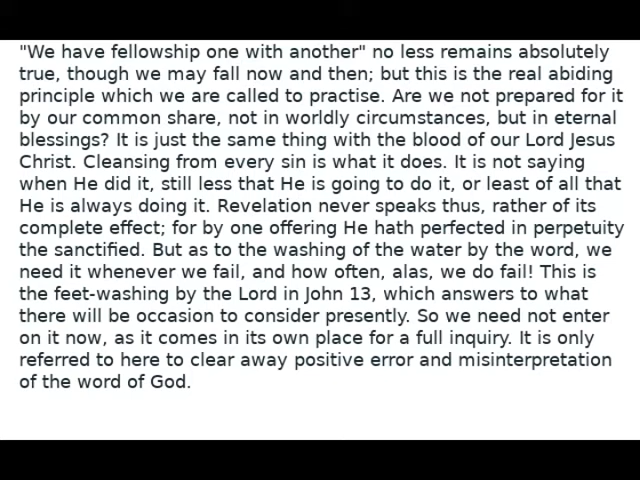 "We have fellowship one with another" no less remains absolutely
true, though we may fall now and then; but this is the real abiding
principle which we are called to practise. Are we not prepared for it
by our common share, not in worldly circumstances, but in eternal
blessings? It is just the same thing with the blood of our Lord Jesus
Christ. Cleansing from every sin is what it does. It is not saying
when He did it, still less that He is going to do it, or least of all that
He is always doing it. Revelation never speaks thus, rather of its
complete effect; for by one offering He hath perfected in perpetuity
the sanctified. But as to the washing of the water by the word, we
need it whenever we fail, and how often, alas, we do fail! This is
the feet-washing by the Lord in John 13, which answers to what
there will be occasion to consider presently. So we need not enter
on it now, as it comes in its own place for a full inquiry. It is only
referred to here to clear away positive error and misinterpretation
of the word of God.